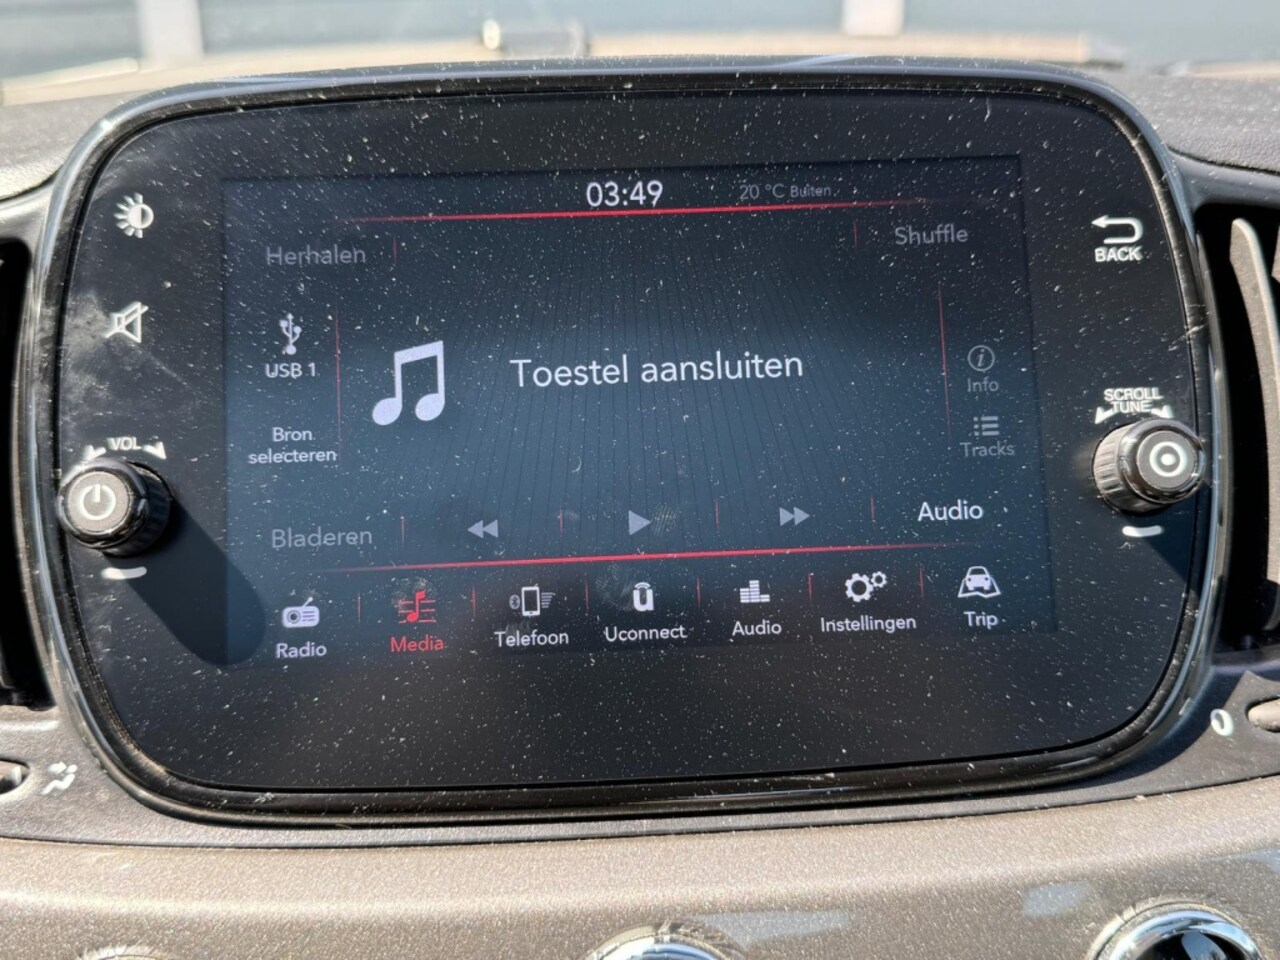 03:49
20 °C Buiten
Herhalen
Shuffle
BACK
USB 1
Toestel aansluiten
Info
SCROLL
TUNE
VOL
Bron
selecteren
Tracks
Bladeren
Audio
Radio
Media
Telefoon
Uconnect
Audio
Instellingen
Trip
0